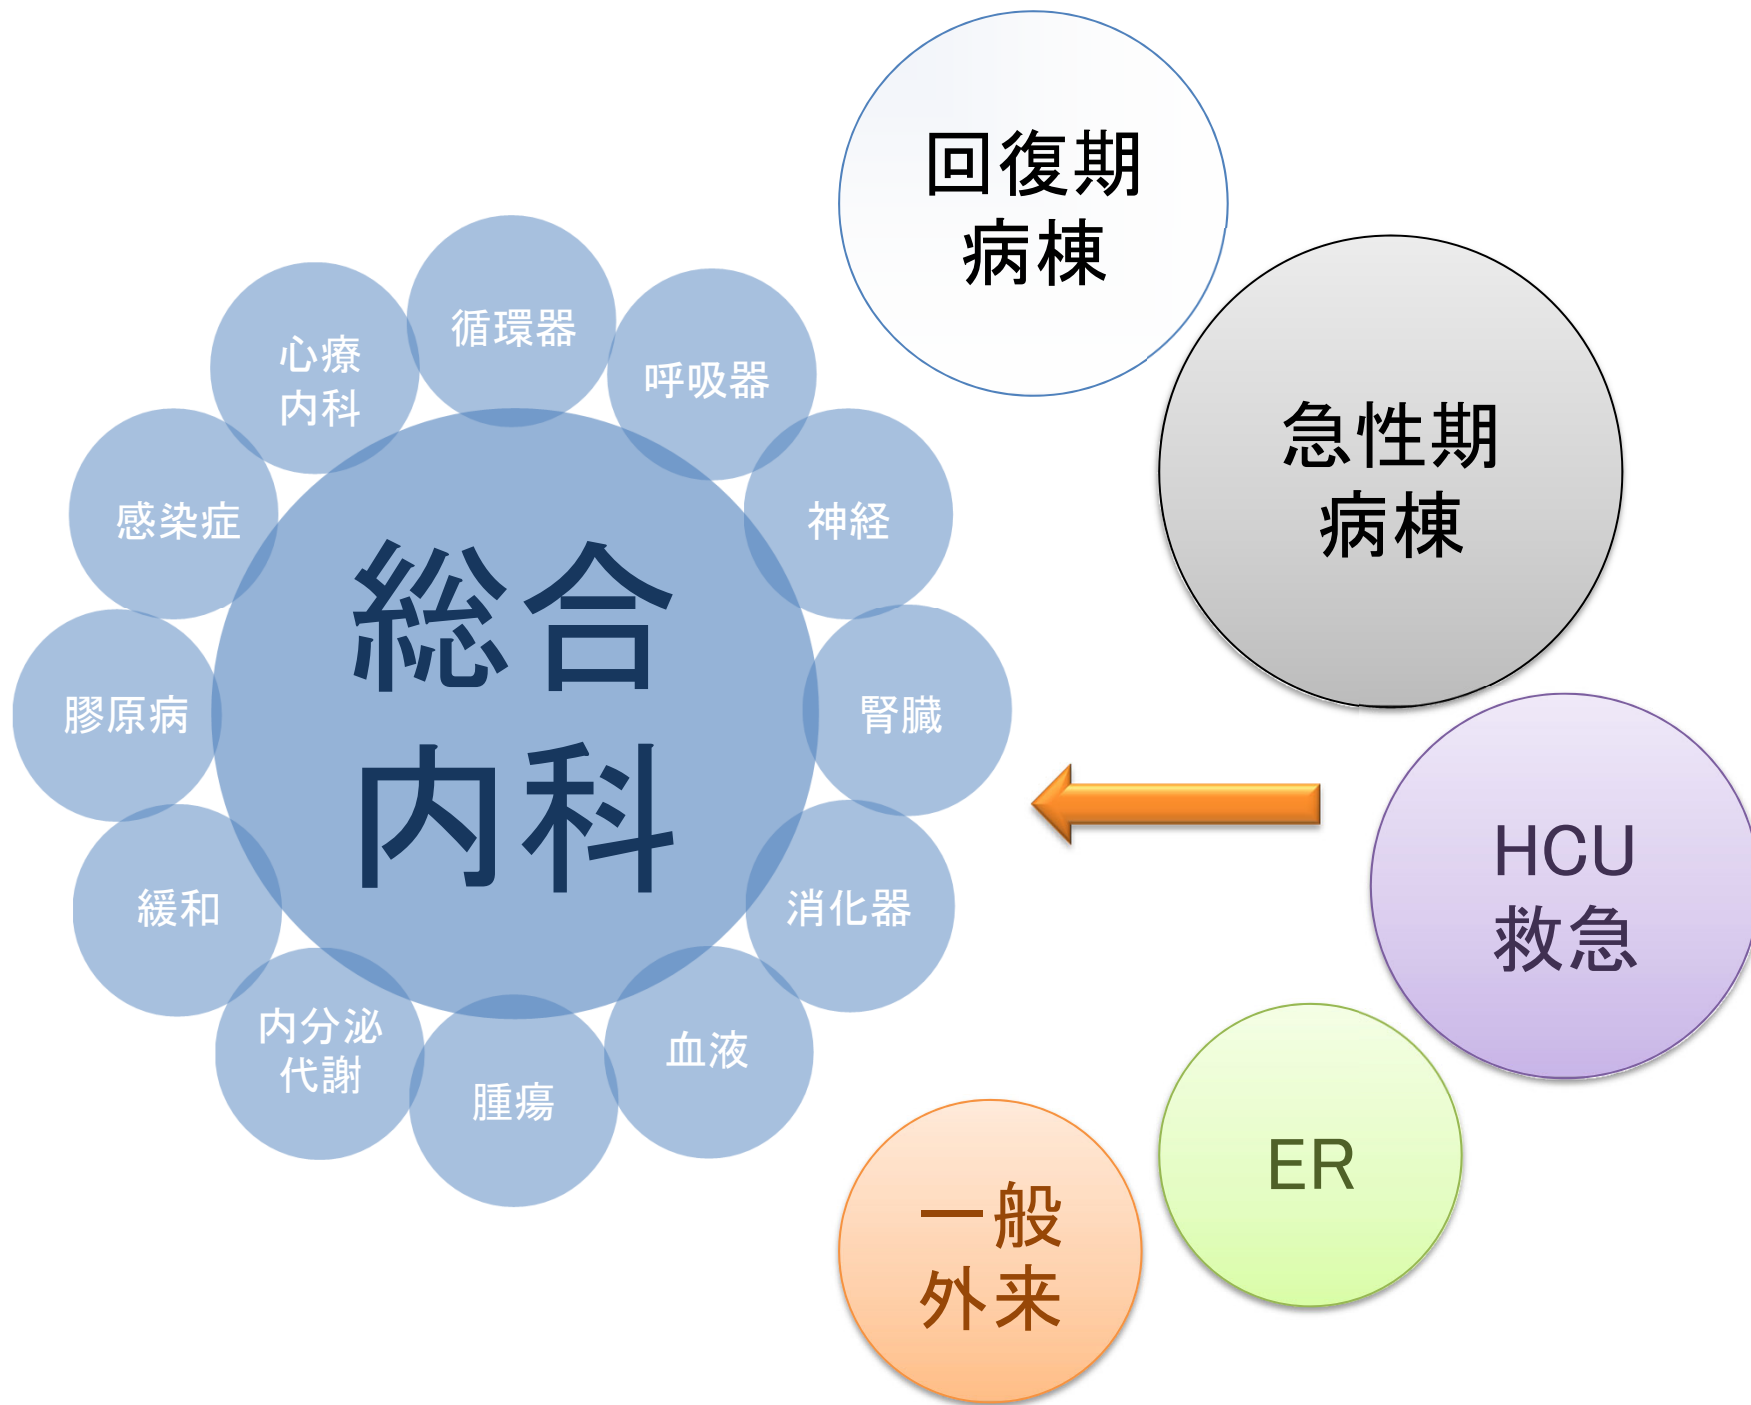 循環器
呼吸器
神経
腎臓
消化器
血液
腫瘍
内分泌
代謝
緩和
膠原病
感染症
心療
内科
総合
内科
回復期
病棟
急性期
病棟
HCU
救急
ER
一般
外来